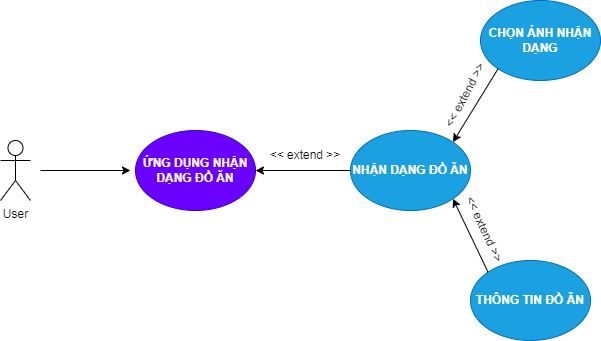 CHỌN ẢNH NHẬN
DẠNG
<< extend >>
ỨNG DỤNG NHẬN
DẠNG ĐỒ ĂN
<< extend >>
NHẬN DẠNG ĐỒ ĂN
User
<< extend >>
THÔNG TIN ĐỒ ĂN